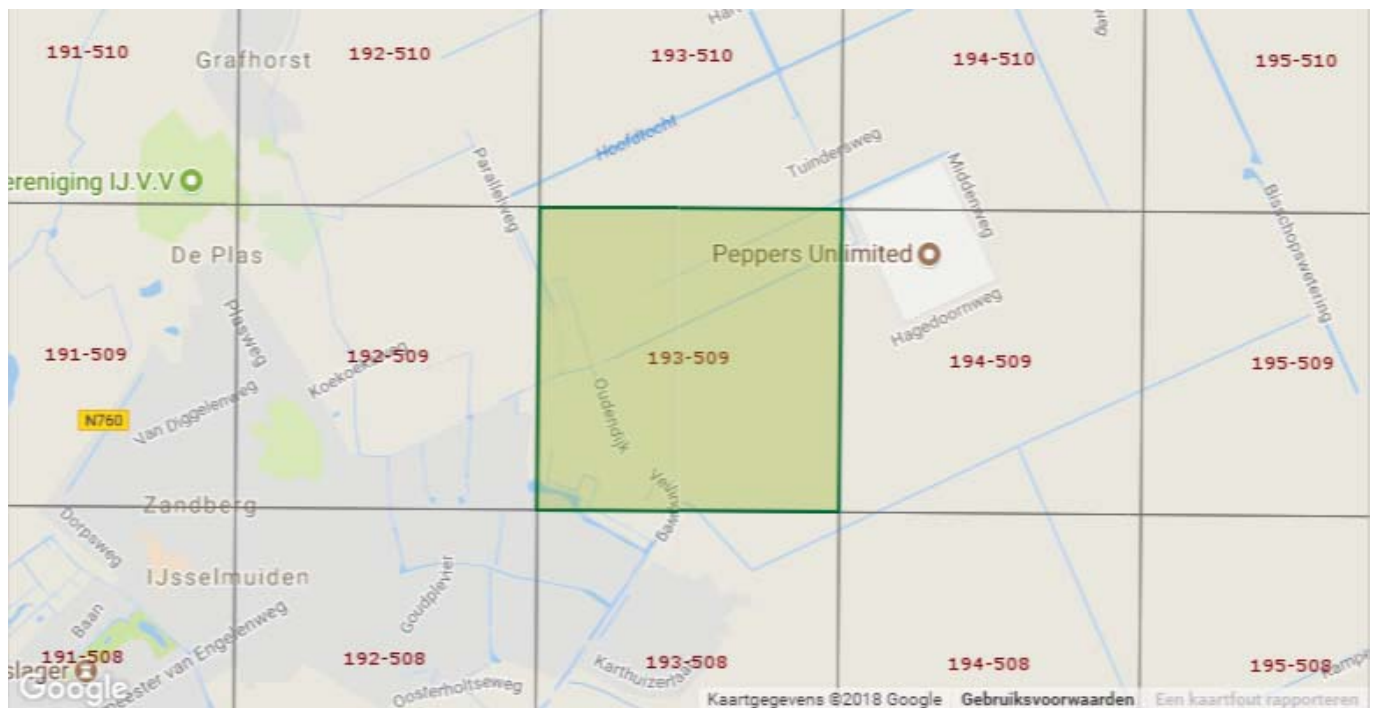 191-510
Grafhorst
192-510
193-510
194-510
195-510
Hoofdtocht
Tuindersweg
Parallelweg
Middenweg
ereniging IJ.V.V
Bisschopswetering
De Plas
Peppers Unlimited
Plasweg
Hagedoornweg
191-509
192-509
193-509
194-509
195-509
Van Diggelenweg
Oudendijk
N760
Zandberg
Dorpsweg
IJsselmuiden
Goudplevier
Baan
191-508
192-508
193-508
194-508
195-508
slager
Karthuizerlaan
Oosterholtseweg
Google
Kaartgegevens ©2018 Google
Gebruiksvoorwaarden
Een kaartfout rapporteren